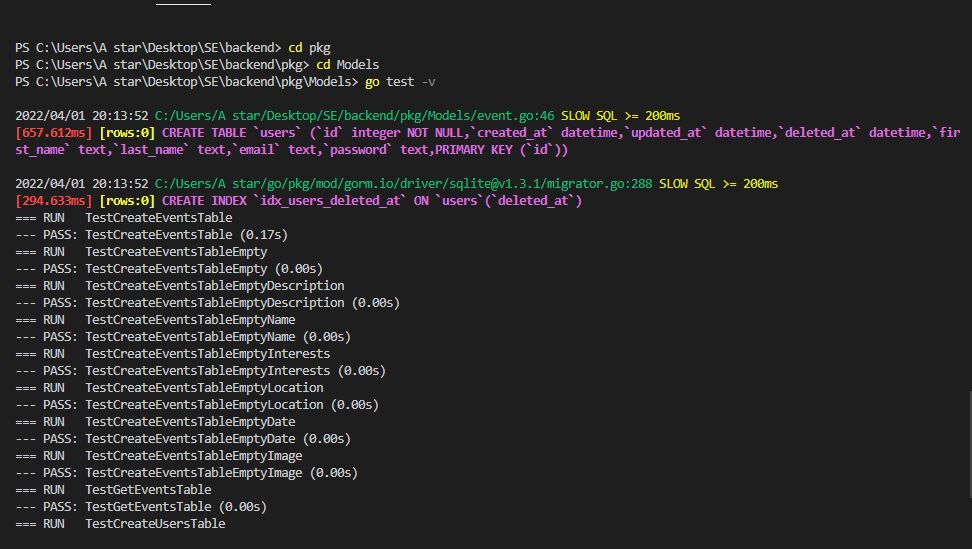 PS C:\Users\A star\Desktop\SE\backend> cd pkg
PS C:\Users\A star\Desktop\SE\backend\pkg> cd Models
PS C:\Users\A star\Desktop\SE\backend\pkg\Models> go test -v
2022/04/01 20:13:52 C:/Users/A star/Desktop/SE/backend/pkg/Models/event.go:46 SLOW SQL >= 200ms
[657.612ms] [rows:0] CREATE TABLE `users` (`id` integer NOT NULL,`created_at` datetime,`updated_at` datetime,`deleted_at` datetime,`fir
st_name` text,`last_name` text,`email` text,`password` text,PRIMARY KEY (`id`))
2022/04/01 20:13:52 C:/Users/A star/go/pkg/mod/gorm.io/driver/sqlite@v1.3.1/migrator.go:288 SLOW SQL >= 200ms
[294.633ms] [rows:0] CREATE INDEX `idx_users_deleted_at` ON `users`(`deleted_at`)
=== RUN   TestCreateEventsTable
--- PASS: TestCreateEventsTable (0.17s)
=== RUN   TestCreateEventsTableEmpty
--- PASS: TestCreateEventsTableEmpty (0.00s)
=== RUN   TestCreateEventsTableEmptyDescription
--- PASS: TestCreateEventsTableEmptyDescription (0.00s)
=== RUN   TestCreateEventsTableEmptyName
--- PASS: TestCreateEventsTableEmptyName (0.00s)
=== RUN   TestCreateEventsTableEmptyInterests
--- PASS: TestCreateEventsTableEmptyInterests (0.00s)
=== RUN   TestCreateEventsTableEmptyLocation
--- PASS: TestCreateEventsTableEmptyLocation (0.00s)
=== RUN   TestCreateEventsTableEmptyDate
--- PASS: TestCreateEventsTableEmptyDate (0.00s)
=== RUN   TestCreateEventsTableEmptyImage
--- PASS: TestCreateEventsTableEmptyImage (0.00s)
=== RUN   TestGetEventsTable
--- PASS: TestGetEventsTable (0.00s)
=== RUN   TestCreateUsersTable